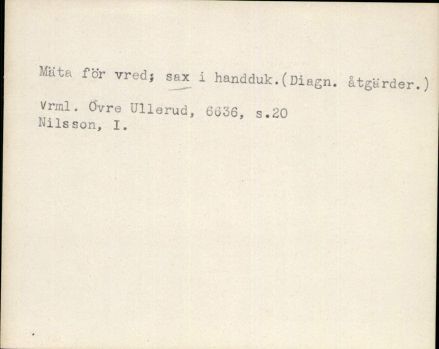 Mäta för vred; sax i handduk.(Diagn. åtgärder.)
Vrml. Övre Ullerud, 6636, s.20
Nilsson, I.